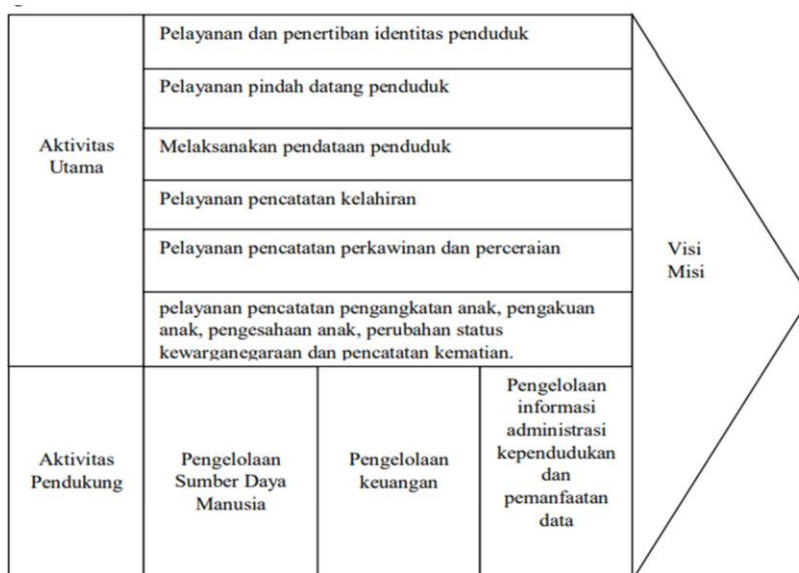 Pelayanan dan penertiban identitas penduduk
Pelayanan pindah datang penduduk
Aktivitas
Utama
Melaksanakan pendataan penduduk
Pelayanan pencatatan kelahiran
Pelayanan pencatatan perkawinan dan perceraian
pelayanan pencatatan pengangkatan anak, pengakuan
anak, pengesahaan anak, perubahan status
kewarganegaraan dan pencatatan kematian.
Visi
Misi
Aktivitas
Pendukung
Pengelolaan
Sumber Daya
Manusia
Pengelolaan
keuangan
Pengelolaan
informasi
administrasi
kependudukan
dan
pemanfaatan
data